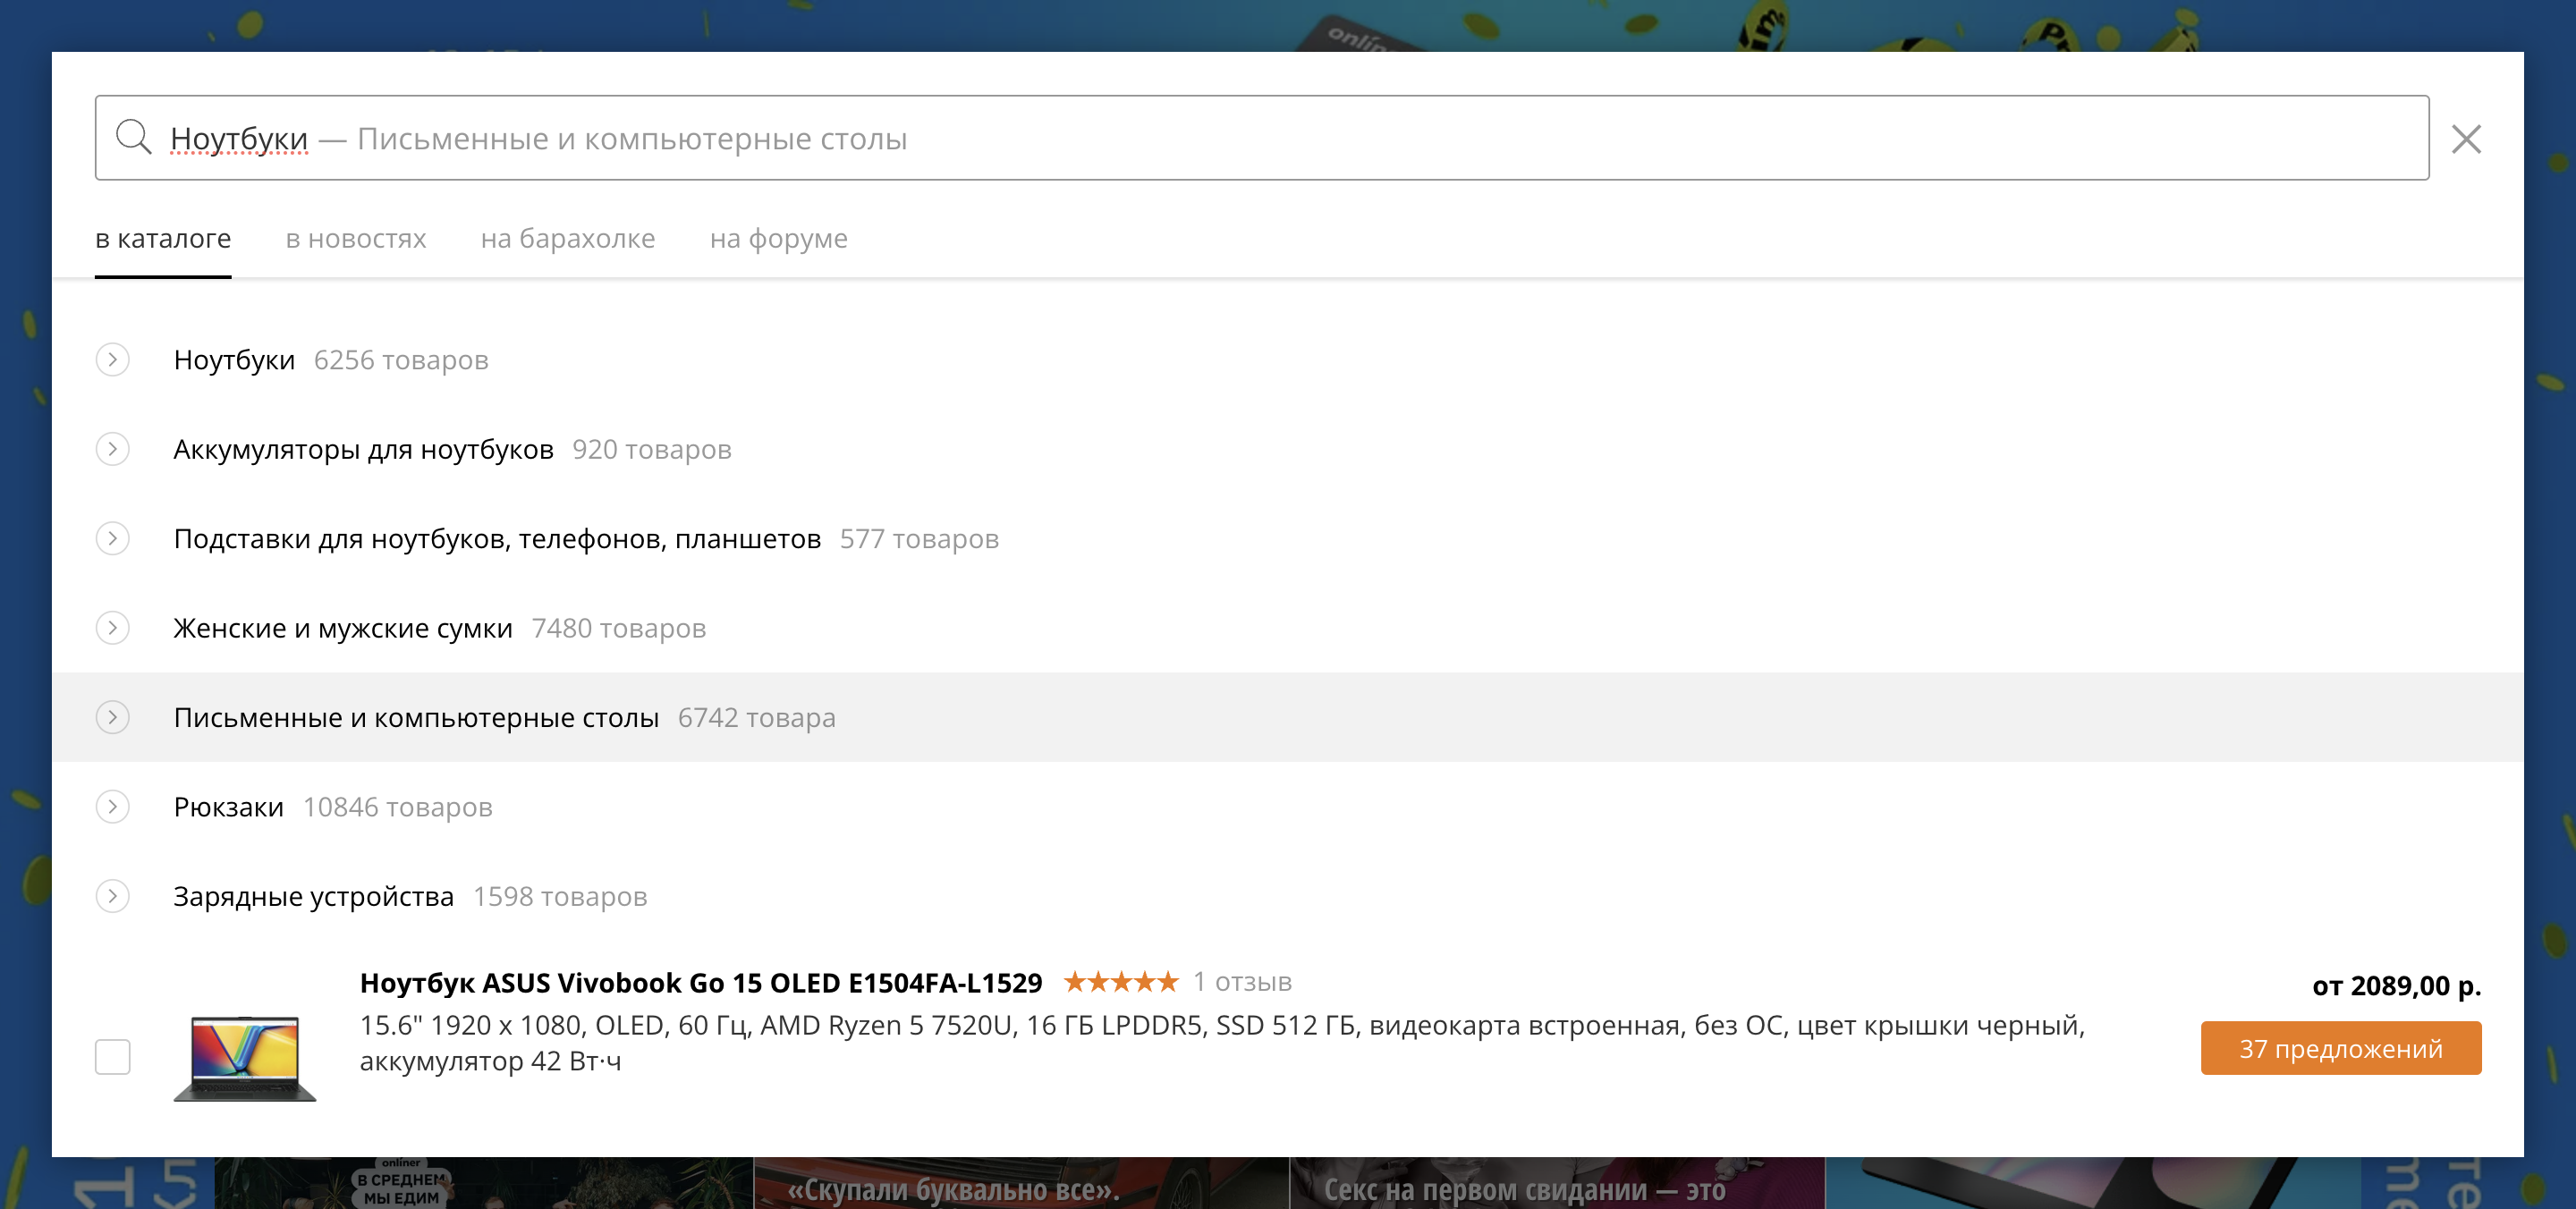 onlin
Ноутбуки — Письменные и компьютерные столы
в каталоге в новостях на барахолке на форуме
Ноутбуки 6256 товаров
Аккумуляторы для ноутбуков 920 товаров
Подставки для ноутбуков, телефонов, планшетов 577 товаров
Женские и мужские сумки 7480 товаров
Письменные и компьютерные столы 6742 товара
Рюкзаки 10846 товаров
Зарядные устройства 1598 товаров
Ноутбук ASUS Vivobook Go 15 OLED E1504FA-L1529 1 отзыв
15.6" 1920 x 1080, OLED, 60 Гц, AMD Ryzen 5 7520U, 16 ГБ LPDDR5, SSD 512 ГБ, видеокарта встроенная, без ОС, цвет крышки черный,
аккумулятор 42 Вт·ч
от 2089,00 р.
37 предложений
onliner
В СРЕДНЕМ
МЫ ЕДИМ
«Скупали буквально все».
Секс на первом свидании — это